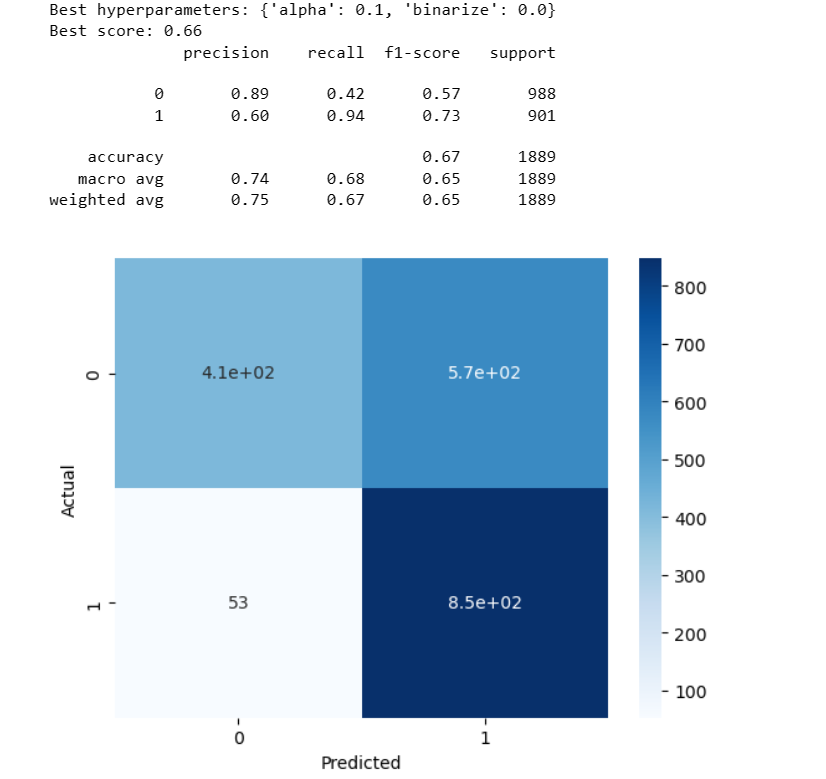 Best hyperparameters: {'alpha': 0.1, 'binarize': 0.0}
Best score: 0.66
precision recall f1-score support
0 0.89 0.42 0.57 988
1 0.60 0.94 0.73 901
accuracy 0.67 1889
macro avg 0.74 0.68 0.65 1889
weighted avg 0.75 0.67 0.65 1889
800
700
600
500
400
300
200
100
Actual
0
4.1e+02 5.7e+02
1
53 8.5e+02
0 1
Predicted